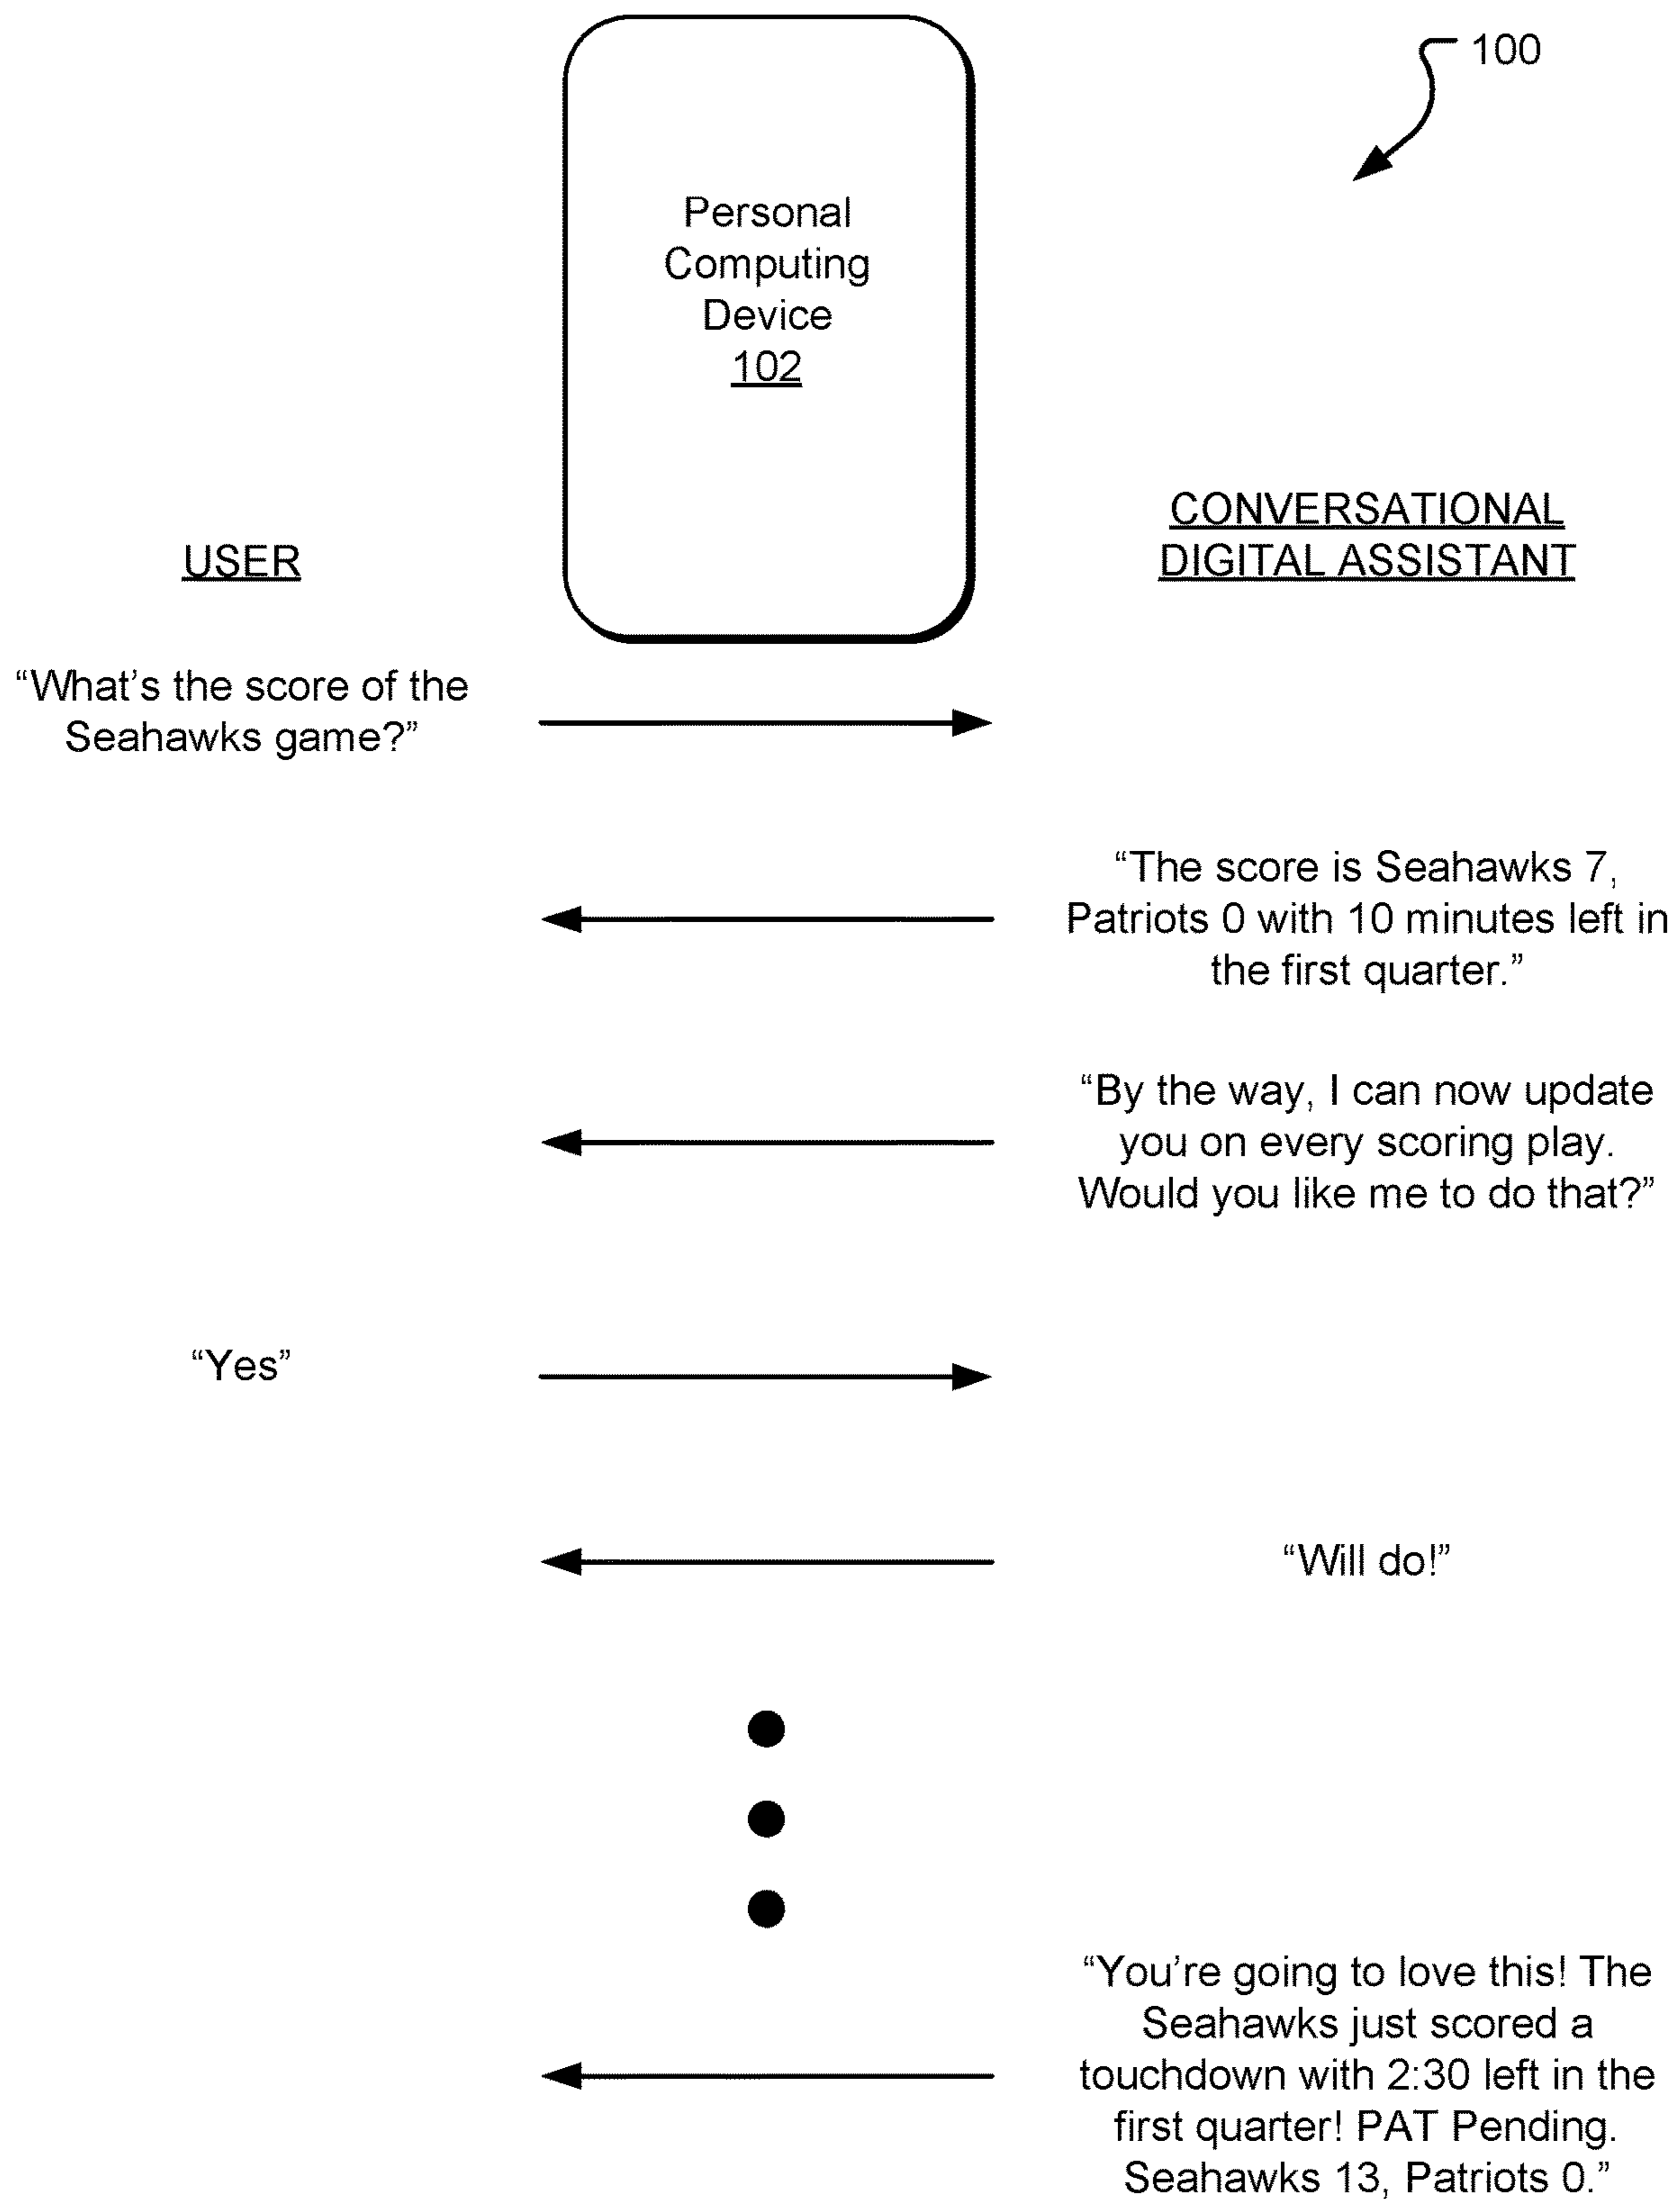 100
Personal
Computing
Device
102
CONVERSATIONAL
DIGITAL ASSISTANT
USER
“What’s the score of the
Seahawks game?”
“The score is Seahawks 7,
Patriots 0 with 10 minutes left in
the first quarter.”
“By the way, I can now update
you on every scoring play.
Would you like me to do that?”
“Yes”
“Will do!”
“You’re going to love this! The
Seahawks just scored a
touchdown with 2:30 left in the
first quarter! PAT Pending.
Seahawks 13, Patriots 0.”